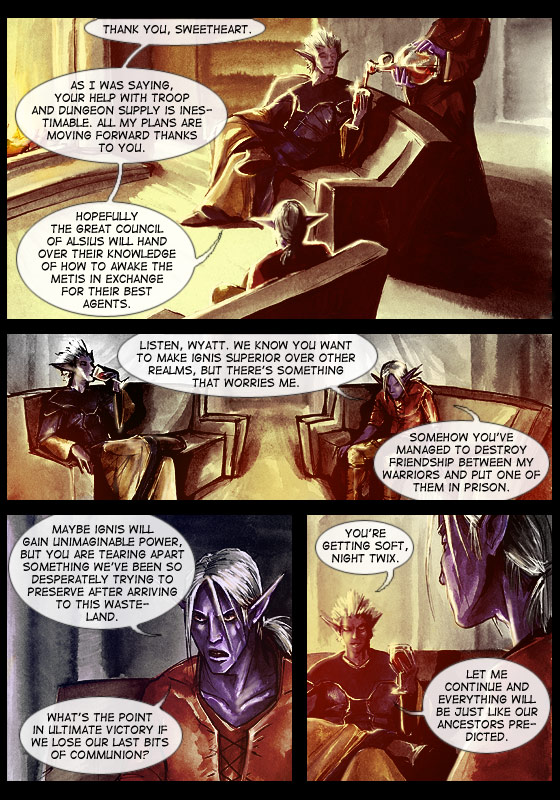 THANK YOU, SWEETHEART.
AS I WAS SAYING,
YOUR HELP WITH TROOP
AND DUNGEON SUPPLY IS INES-
TIMABLE. ALL MY PLANS ARE
MOVING FORWARD THANKS
TO YOU.
HOPEFULLY
THE GREAT COUNCIL
OF ALSIUS WILL HAND
OVER THEIR KNOWLEDGE
OF HOW TO AWAKE THE
METIS IN EXCHANGE
FOR THEIR BEST
AGENTS.
LISTEN, WYATT. WE KNOW YOU WANT
TO MAKE IGNIS SUPERIOR OVER OTHER
REALMS, BUT THERE'S SOMETHING
THAT WORRIES ME.
SOMEHOW YOU'VE
MANAGED TO DESTROY
FRIENDSHIP BETWEEN MY
WARRIORS AND PUT ONE OF
THEM IN PRISON.
MAYBE IGNIS WILL
GAIN UNIMAGINABLE POWER,
BUT YOU ARE TEARING APART
SOMETHING WE'VE BEEN SO
DESPERATELY TRYING TO
PRESERVE AFTER ARRIVING
TO THIS WASTE-
LAND.
WHAT'S THE POINT
IN ULTIMATE VICTORY IF
WE LOSE OUR LAST BITS
OF COMMUNION?
YOU'RE
GETTING SOFT,
NIGHT TWIX.
LET ME
CONTINUE AND
EVERYTHING WILL
BE JUST LIKE OUR
ANCESTORS PRE-
DICTED.